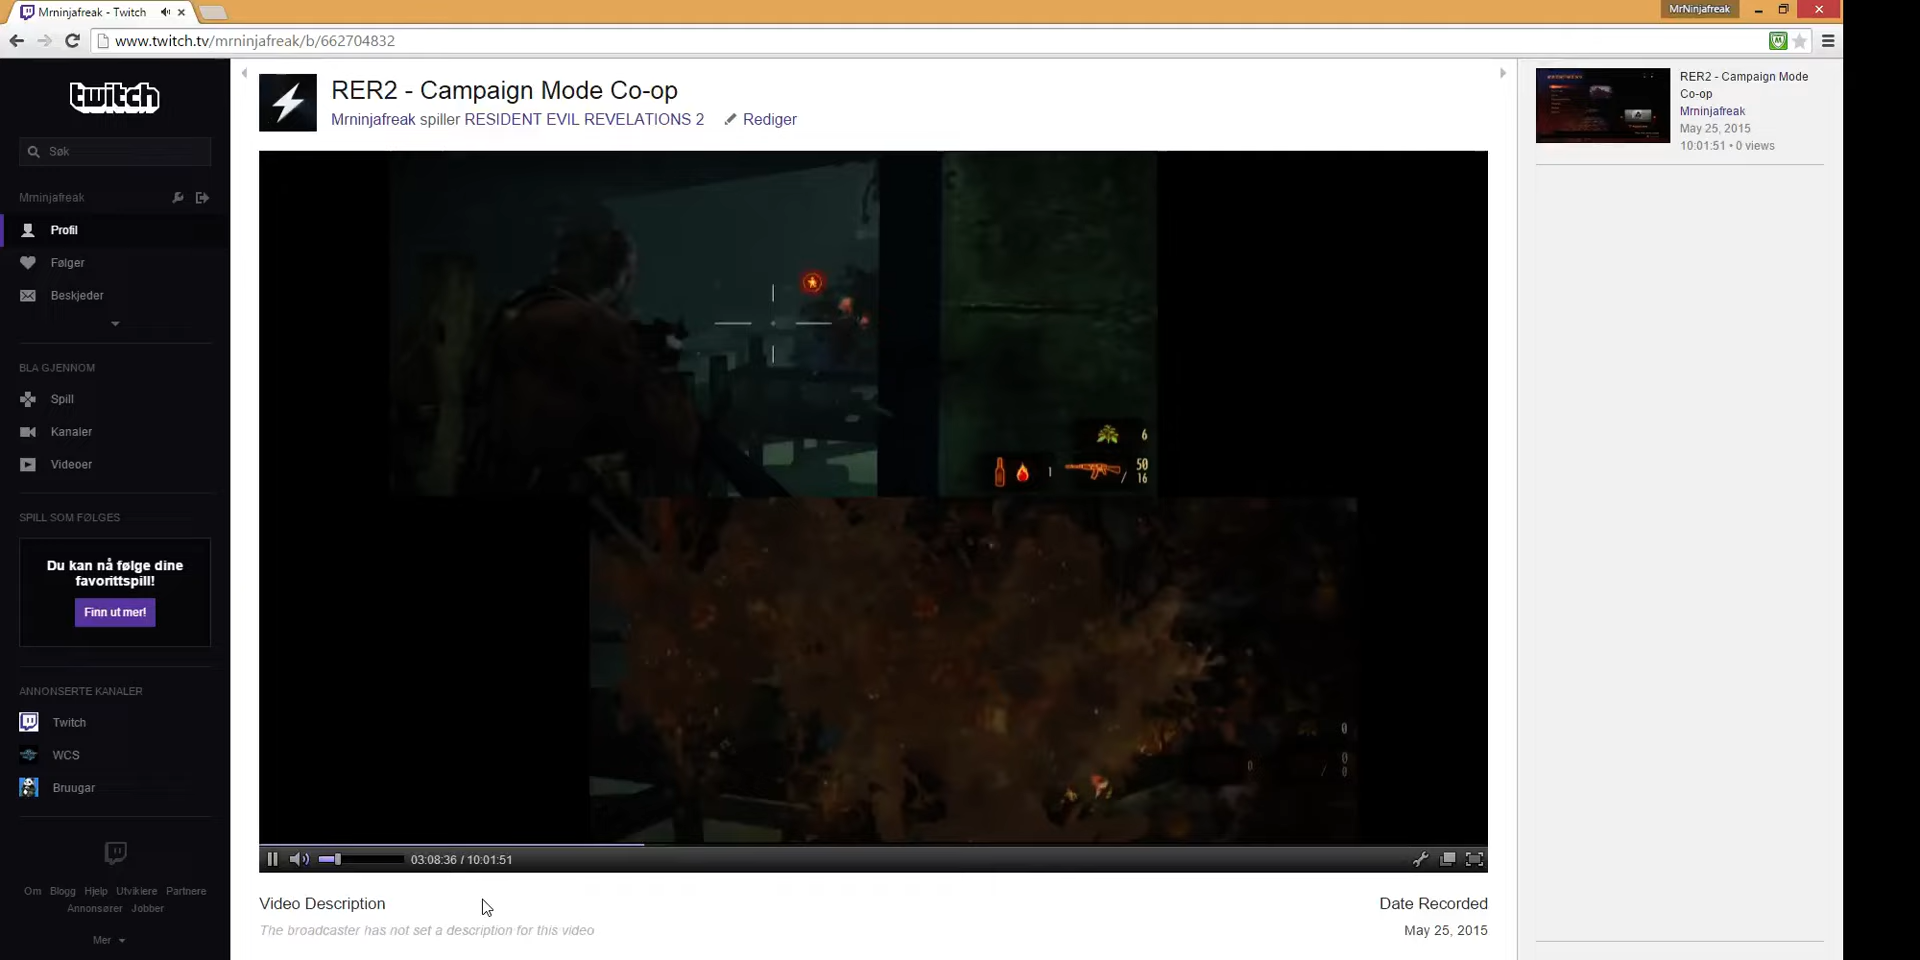 Mrninjafreak - Twitch
MrNinjafreak
www.twitch.tv/mrninjafreak/b/662704832
twitch
Søk
Mrninjafreak
Profil
Følger
Beskjeder
BLA GJENNOM
Spill
Kanaler
Videoer
SPILL SOM FØLGES
Du kan nå følge dine
favorittspill!
Finn ut mer!
ANNONSERTE KANALER
Twitch
WCS
Bruugar
Om Blogg Hjelp Utviklere Partnere
Annonsører Jobber
Mer
RER2 - Campaign Mode Co-op
Mrninjafreak spiller RESIDENT EVIL REVELATIONS 2 Rediger
6
1
50
/ 16
0
0
0
/ 0
03:08:36 / 10:01:51
Video Description
The broadcaster has not set a description for this video
Date Recorded
May 25, 2015
RER2 - Campaign Mode
Co-op
Mrninjafreak
May 25, 2015
10:01:51 • 0 views